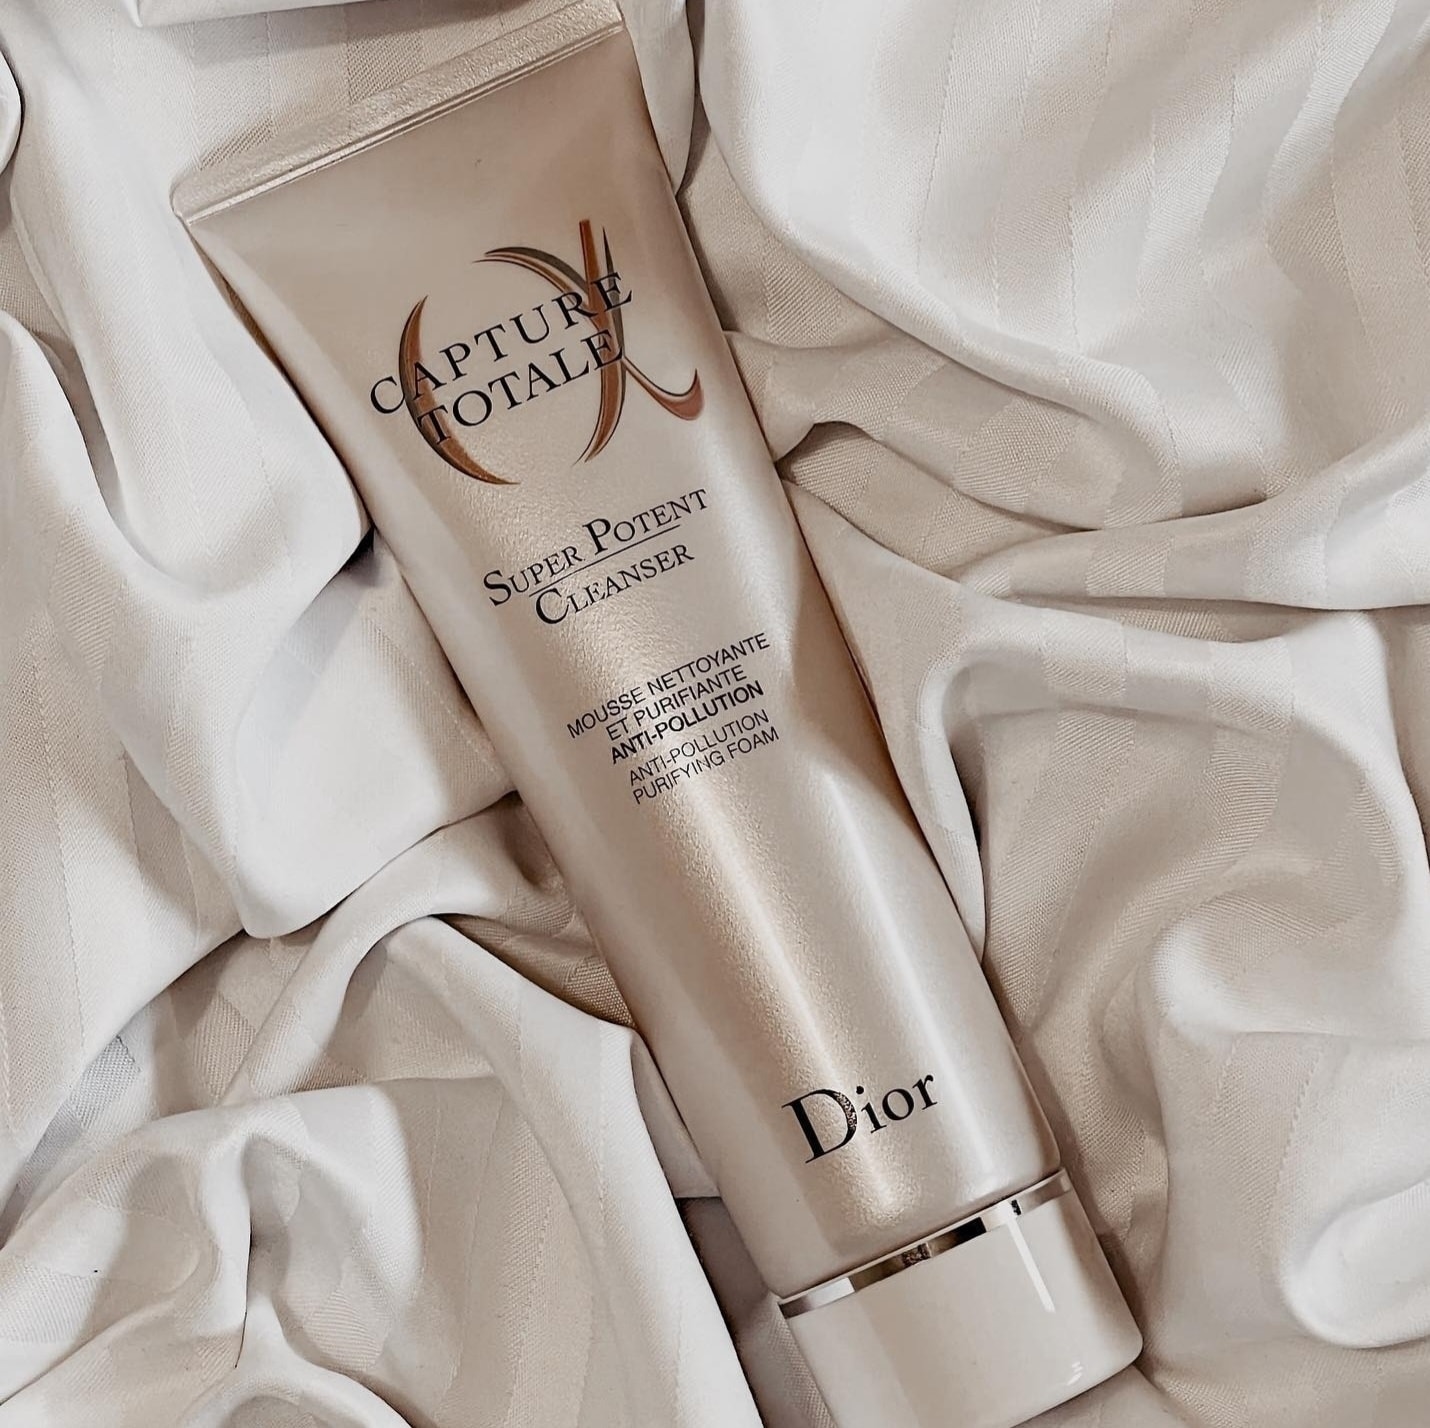 CAPTURE
TOTALE
SUPER POTENT
CLEANSER
MOUSSE NETTOYANTE
ET PURIFIANTE
ANTI-POLLUTION
ANTI-POLLUTION
PURIFYING FOAM
Dior